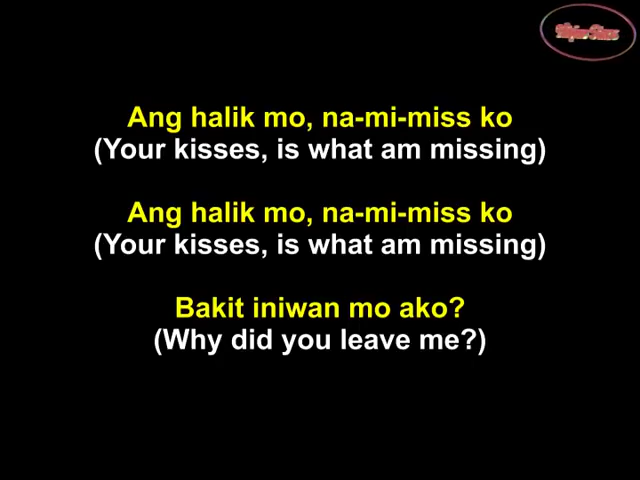 Ang halik mo, na-mi-miss ko
(Your kisses, is what am missing)
Ang halik mo, na-mi-miss ko
(Your kisses, is what am missing)
Bakit iniwan mo ako?
(Why did you leave me?)